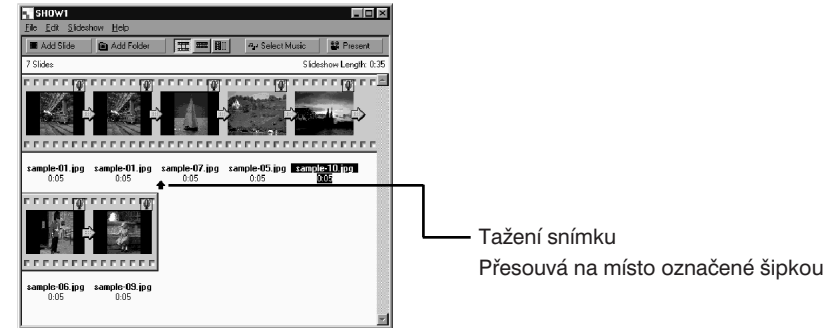 SHOW1
File Edit Slideshow Help
Add Slide Add Folder Select Music Present
7 Slides Slideshow Length: 0:35
sample-01.jpg sample-01.jpg sample-07.jpg sample-05.jpg sample-10.jpg
0:05 0:05 0:05 0:05 0:05
Tažení snímku
Přesouvá na místo označené šipkou
sample-06.jpg sample-09.jpg
0:05 0:05